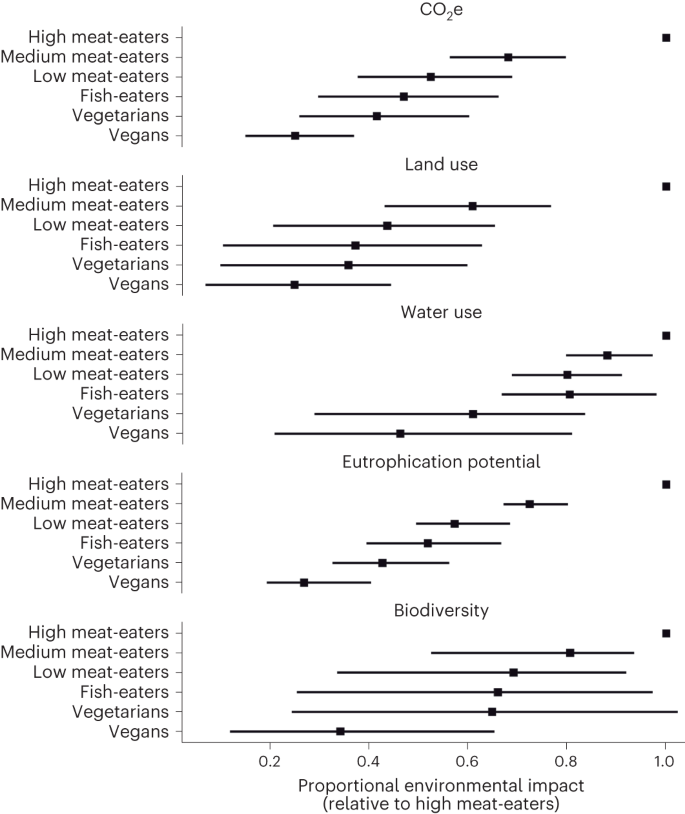 CO₂e
High meat-eaters
Medium meat-eaters
Low meat-eaters
Fish-eaters
Vegetarians
Vegans
Land use
High meat-eaters
Medium meat-eaters
Low meat-eaters
Fish-eaters
Vegetarians
Vegans
Water use
High meat-eaters
Medium meat-eaters
Low meat-eaters
Fish-eaters
Vegetarians
Vegans
Eutrophication potential
High meat-eaters
Medium meat-eaters
Low meat-eaters
Fish-eaters
Vegetarians
Vegans
Biodiversity
High meat-eaters
Medium meat-eaters
Low meat-eaters
Fish-eaters
Vegetarians
Vegans
0.2 0.4 0.6 0.8 1.0
Proportional environmental impact
(relative to high meat-eaters)